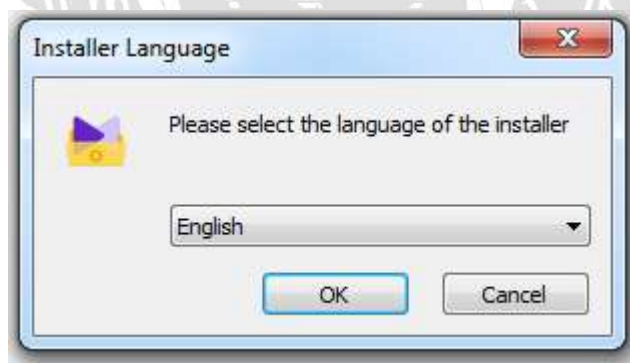 Installer Language
Please select the language of the installer
English
OK
Cancel